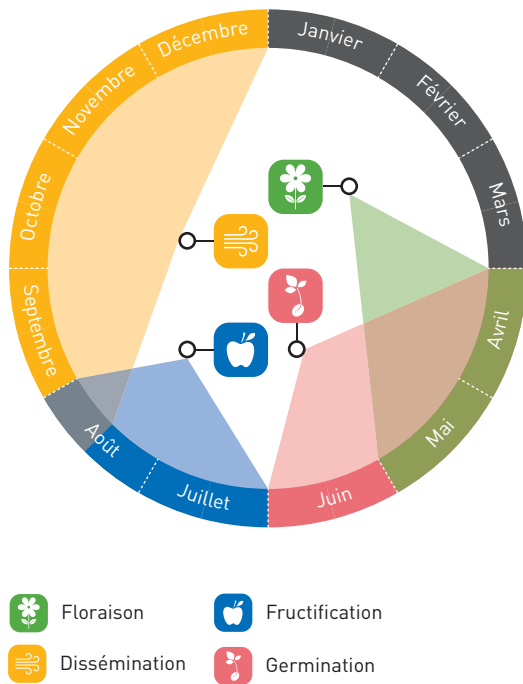 Janvier
Février
Mars
Avril
Mai
Juin
Juillet
Août
Septembre
Octobre
Novembre
Décembre
Floraison
Fructification
Dissémination
Germination